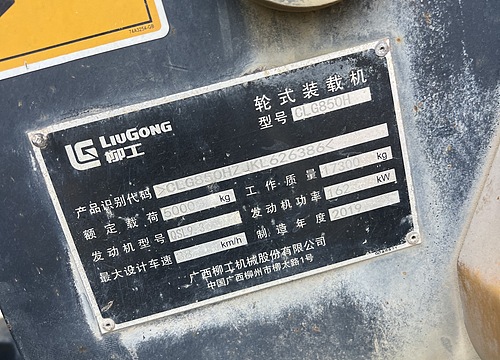 74A3254-GB
轮式装载机
LIUGONG
柳工
型号 CLG850H
产品识别代码 >CLG850HZJKL626386<
额定载荷 5000 kg 工作质量 17300 kg
发动机型号 发动机功率 162 kW
最大设计车速 km/h 制造年度 2019
广西柳工机械股份有限公司
中国广西柳州市柳太路1号